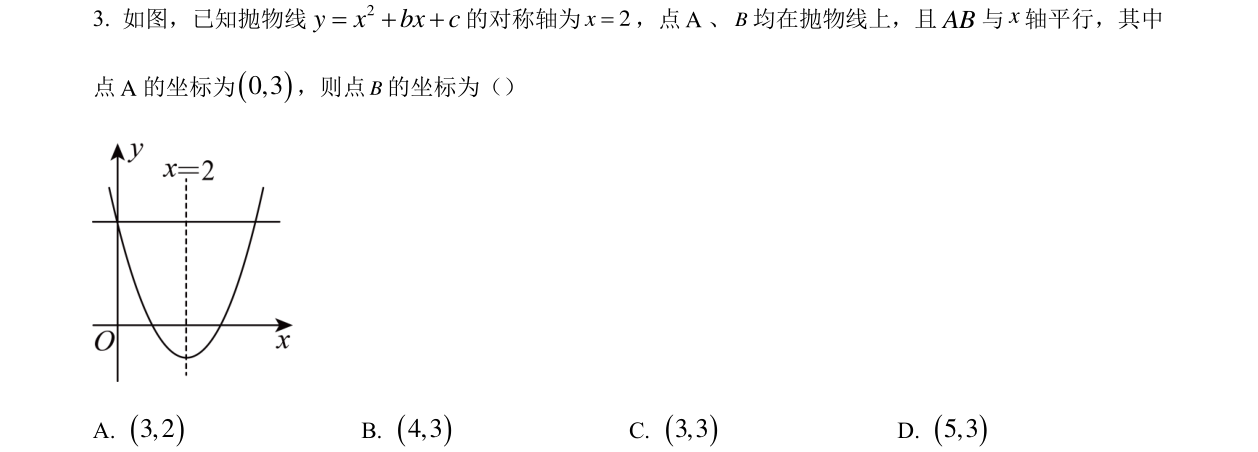 3. 如图，已知抛物线 y = x² + bx + c 的对称轴为 x = 2，点 A 、 B 均在抛物线上，且 AB 与 x 轴平行，其中
点 A 的坐标为(0,3)，则点 B 的坐标为（）
y
x=2
O
x
A. (3,2) B. (4,3) C. (3,3) D. (5,3)